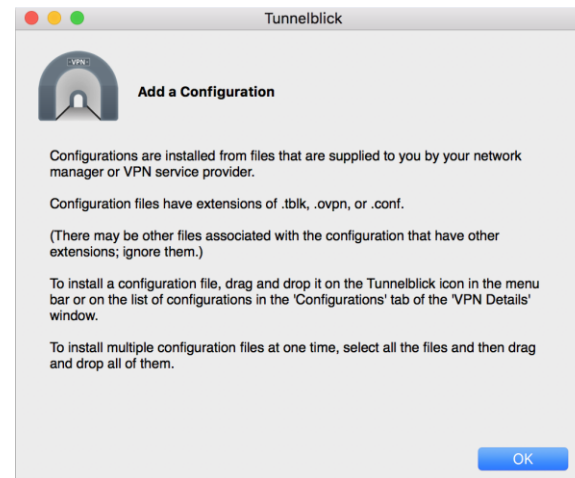 Tunnelblick
VPN
Add a Configuration
Configurations are installed from files that are supplied to you by your network
manager or VPN service provider.
Configuration files have extensions of .tblk, .ovpn, or .conf.
(There may be other files associated with the configuration that have other
extensions; ignore them.)
To install a configuration file, drag and drop it on the Tunnelblick icon in the menu
bar or on the list of configurations in the 'Configurations' tab of the 'VPN Details'
window.
To install multiple configuration files at one time, select all the files and then drag
and drop all of them.
OK